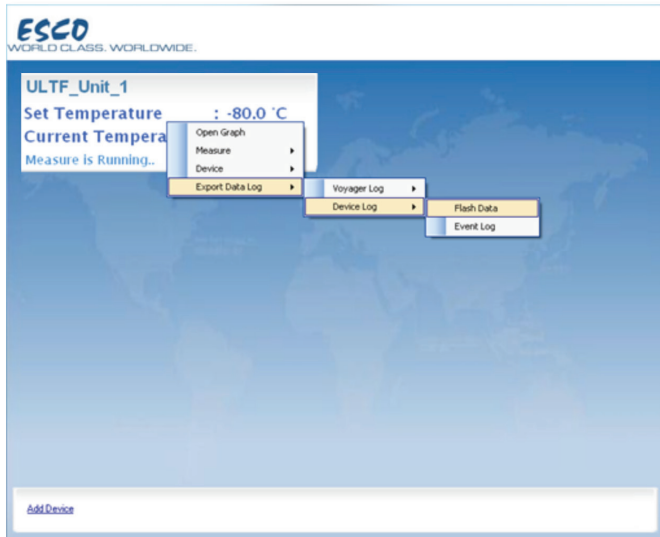 ESCO
WORLD CLASS. WORLDWIDE.
ULTF_Unit_1
Set Temperature : -80.0 °C
Current Tempera
Measure is Running..
Open Graph
Measure
Device
Export Data Log
Voyager Log
Device Log
Flash Data
Event Log
Add Device